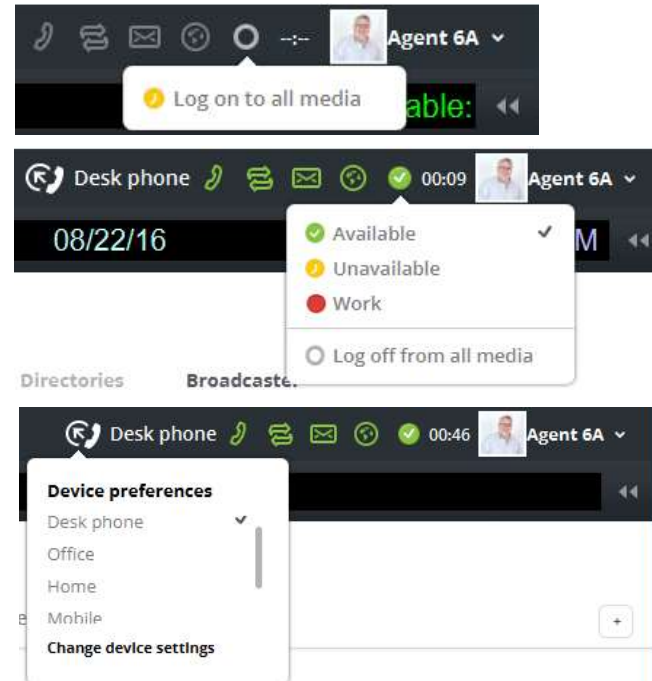 --:-- Agent 6A
Log on to all media
able:
Desk phone 00:09 Agent 6A
08/22/16 M
Available
Unavailable
Work
Log off from all media
Directories Broadcaster
Desk phone 00:46 Agent 6A
Device preferences
Desk phone
Office
Home
e Mobile +
Change device settings